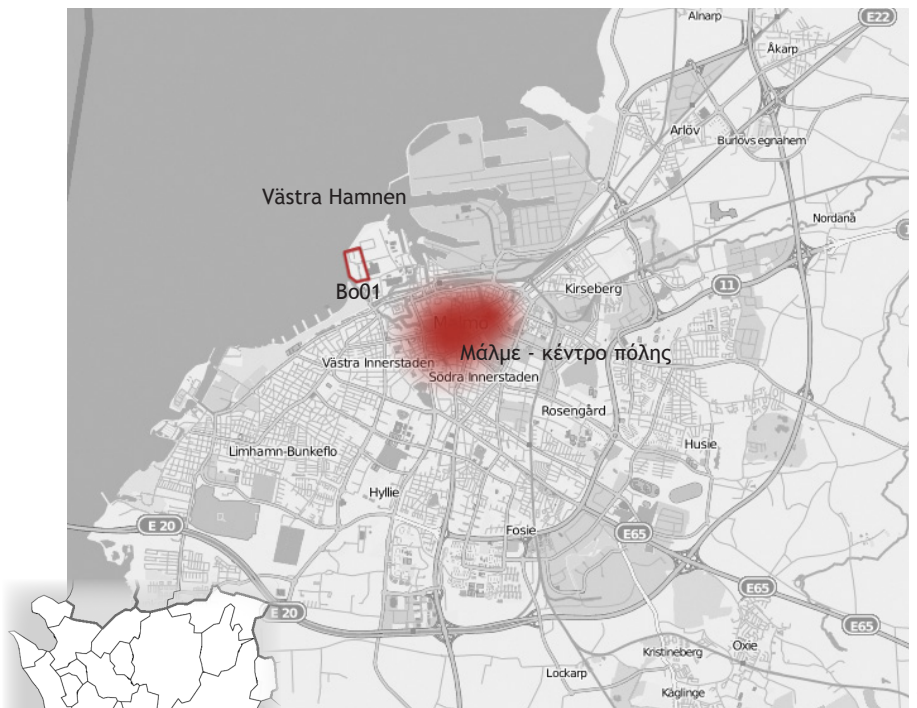 Alnarp
E22
Åkarp
Arlöv
Burlövs egnahem
Västra Hamnen
Nordanå
Bo01
Kirseberg
11
Malmö
Μάλμε - κέντρο πόλης
Västra Innerstaden
Södra Innerstaden
Rosengård
Husie
Limhamn-Bunkeflo
Hyllie
E 20
Fosie
E65
E65
E 20
E65
Oxie
Kristineberg
Lockarp
Käglinge